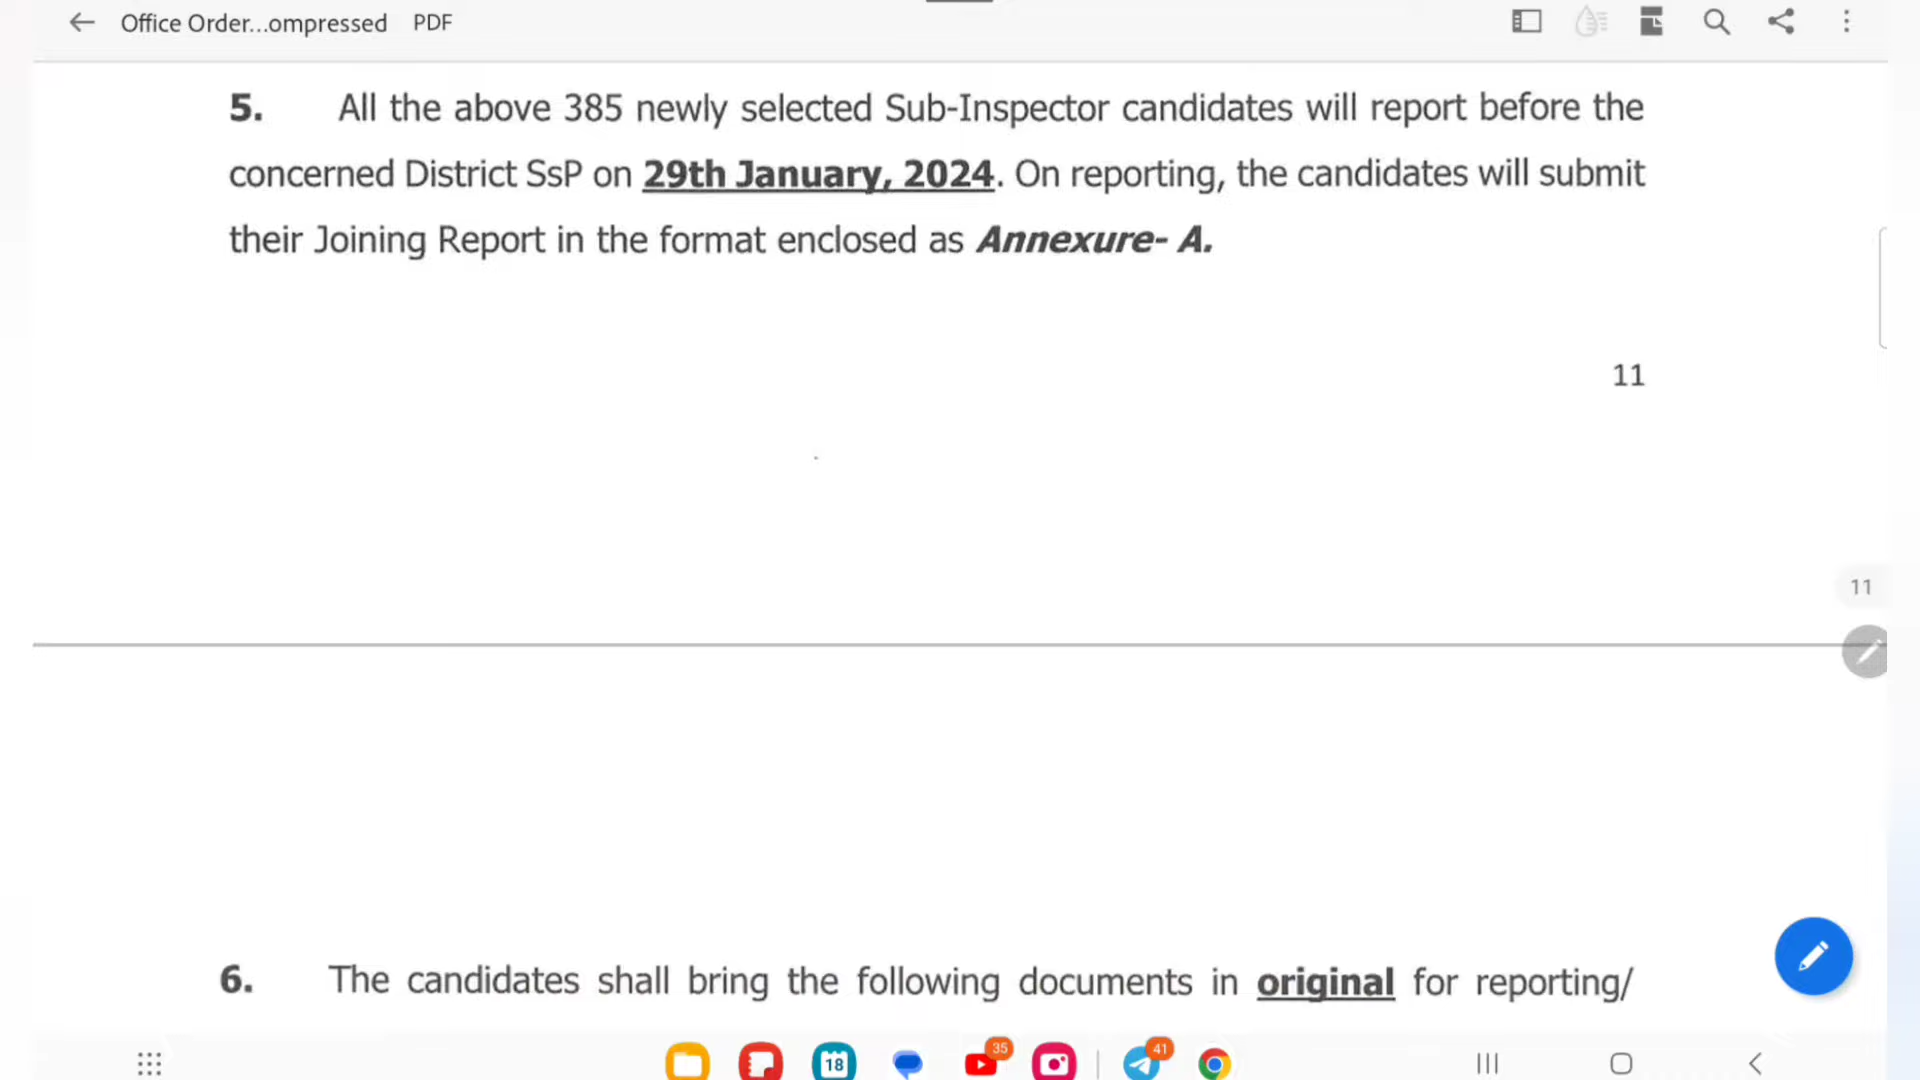 Office Order...ompressed PDF
5. All the above 385 newly selected Sub-Inspector candidates will report before the
concerned District SsP on 29th January, 2024. On reporting, the candidates will submit
their Joining Report in the format enclosed as Annexure- A.
11
11
6. The candidates shall bring the following documents in original for reporting/
18
35
41